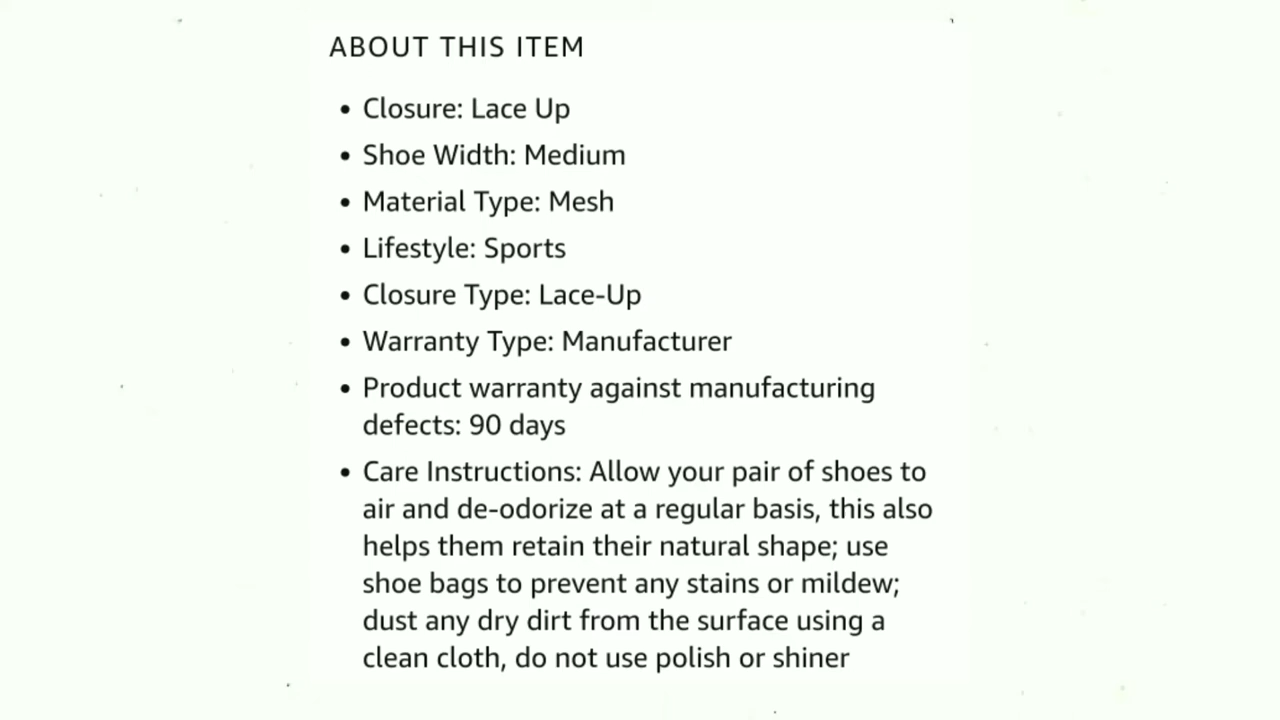 ABOUT THIS ITEM
• Closure: Lace Up
• Shoe Width: Medium
• Material Type: Mesh
• Lifestyle: Sports
• Closure Type: Lace-Up
• Warranty Type: Manufacturer
• Product warranty against manufacturing
defects: 90 days
• Care Instructions: Allow your pair of shoes to
air and de-odorize at a regular basis, this also
helps them retain their natural shape; use
shoe bags to prevent any stains or mildew;
dust any dry dirt from the surface using a
clean cloth, do not use polish or shiner